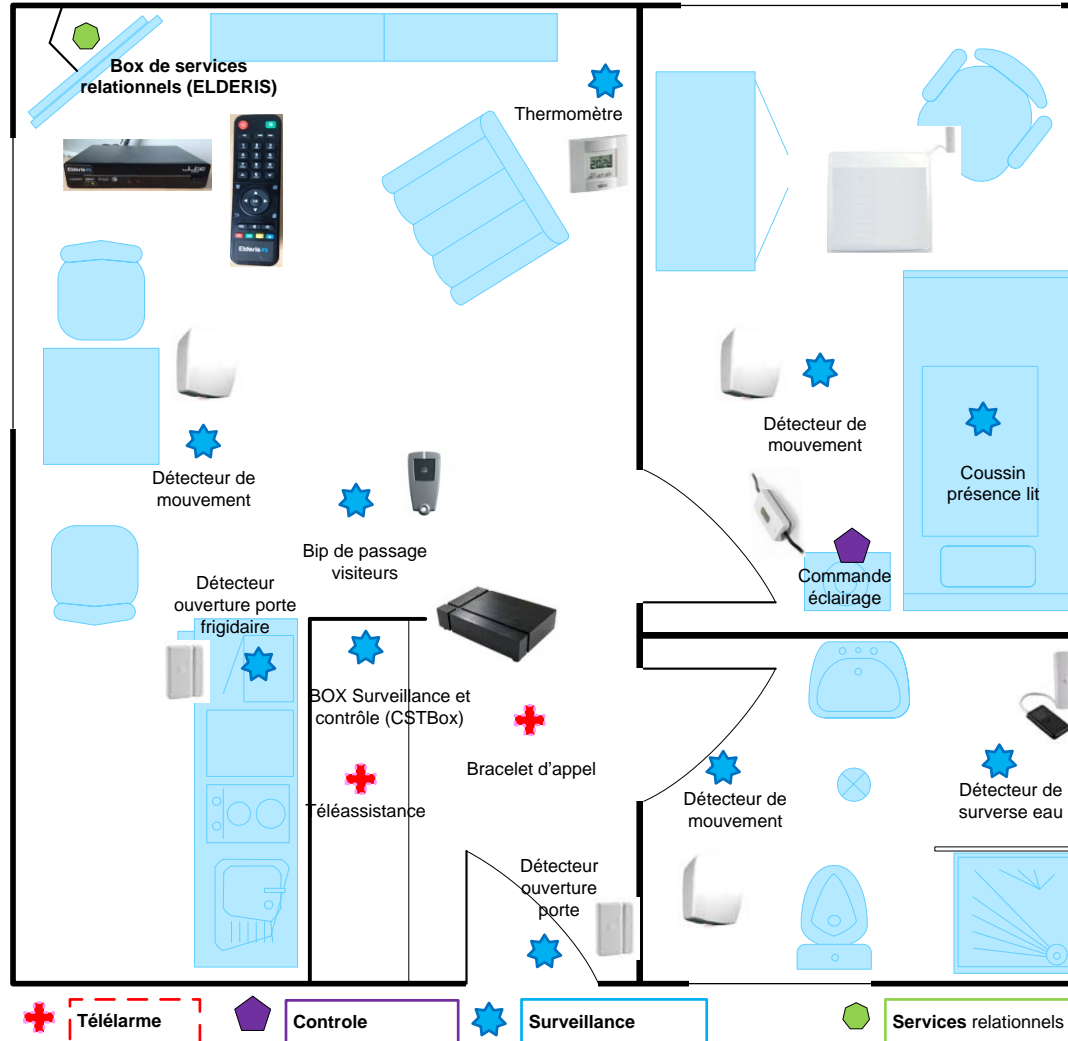 Box de services
relationnels (ELDERIS)
Thermomètre
Elderis
Elderis
Détecteur de
mouvement
Détecteur de
mouvement
Coussin
présence lit
Bip de passage
visiteurs
Commande
éclairage
Détecteur
ouverture porte
frigidaire
BOX Surveillance et
contrôle (CSTBox)
Bracelet d'appel
Téléassistance
Détecteur de
mouvement
Détecteur de
surverse eau
Détecteur
ouverture
porte
Télélarme
Controle
Surveillance
Services relationnels